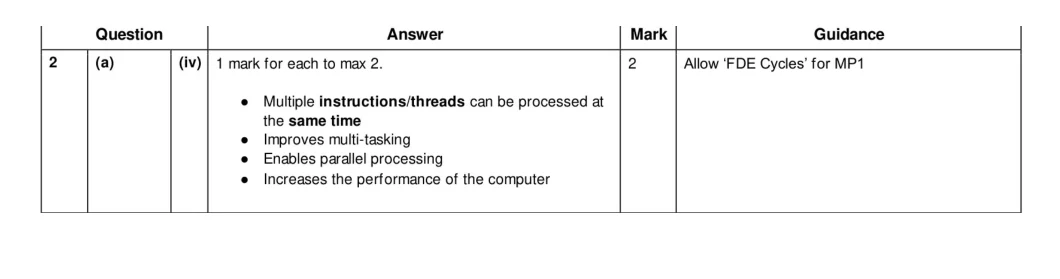 Question Answer Mark Guidance
2 (a) (iv) 1 mark for each to max 2. 2 Allow ‘FDE Cycles’ for MP1
● Multiple instructions/threads can be processed at
the same time
● Improves multi-tasking
● Enables parallel processing
● Increases the performance of the computer